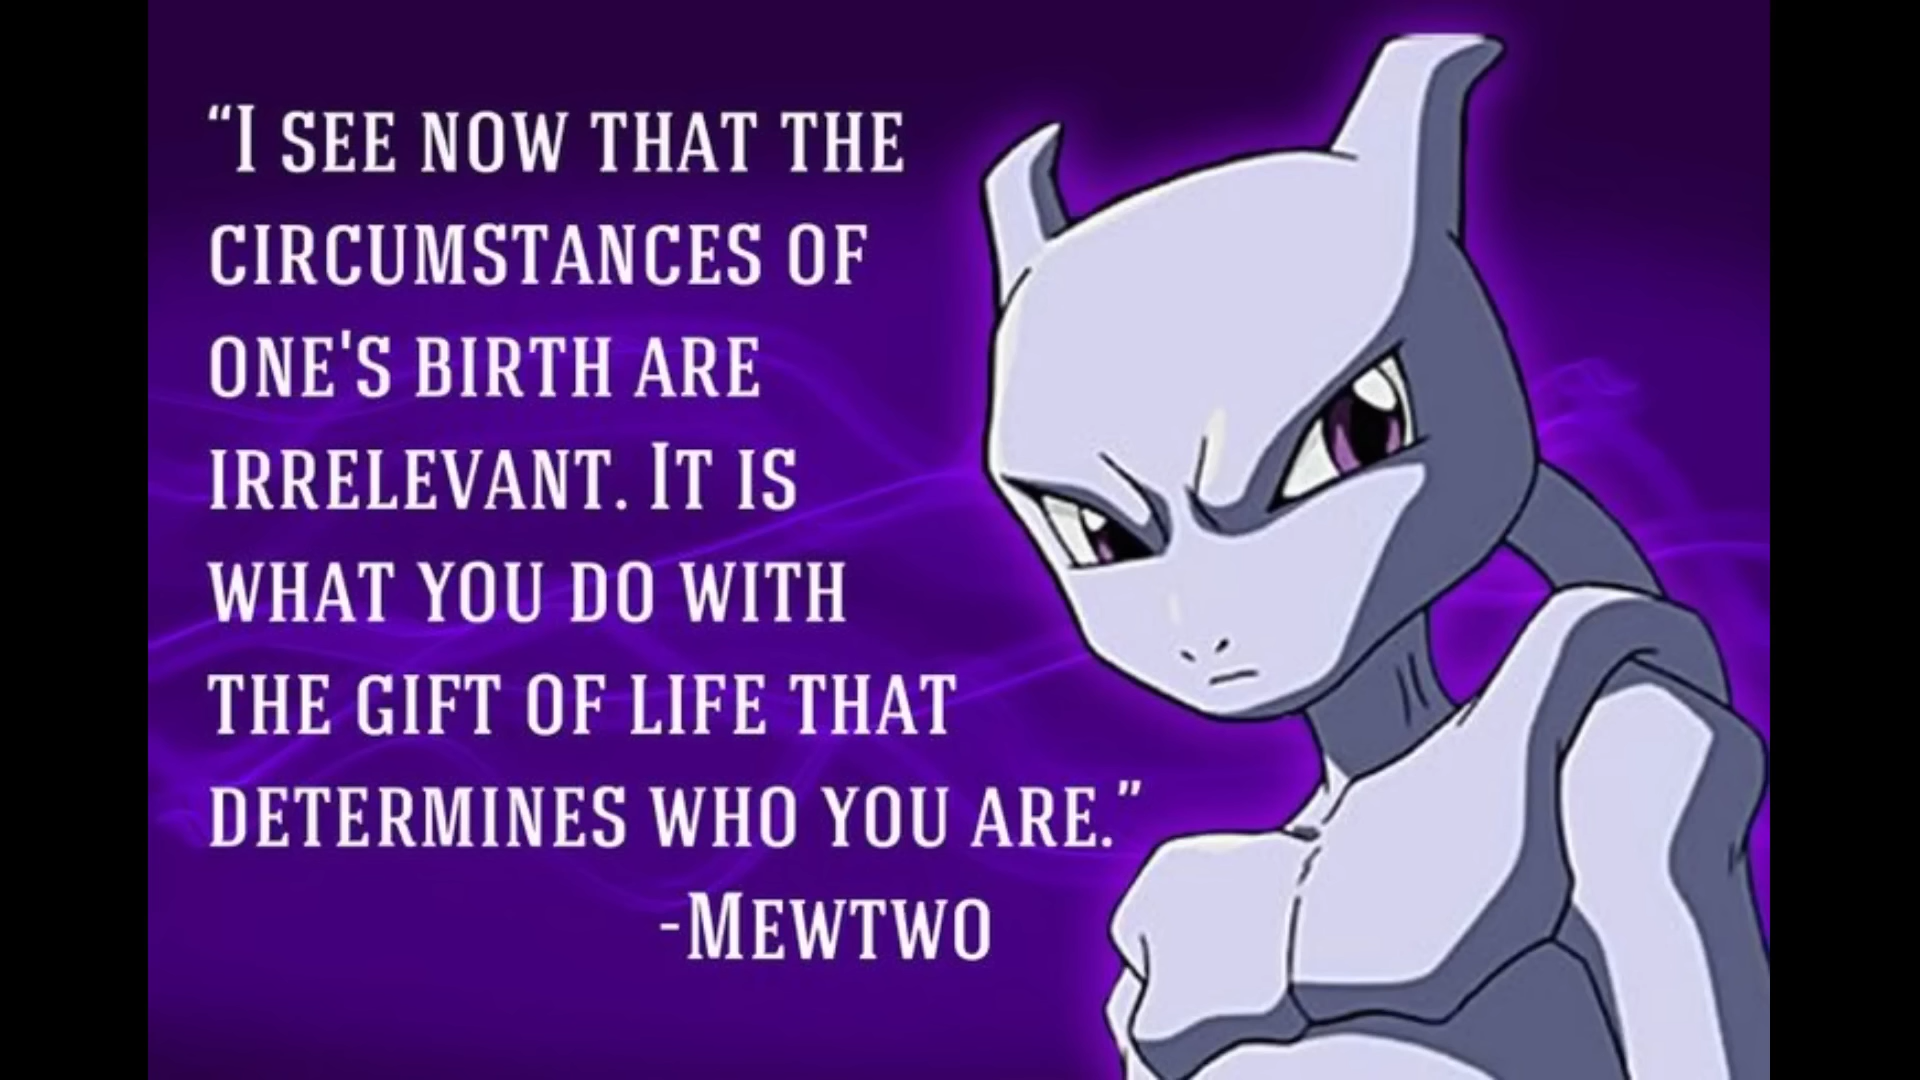 “I see now that the
circumstances of
one's birth are
irrelevant. It is
what you do with
the gift of life that
determines who you are.”
-Mewtwo